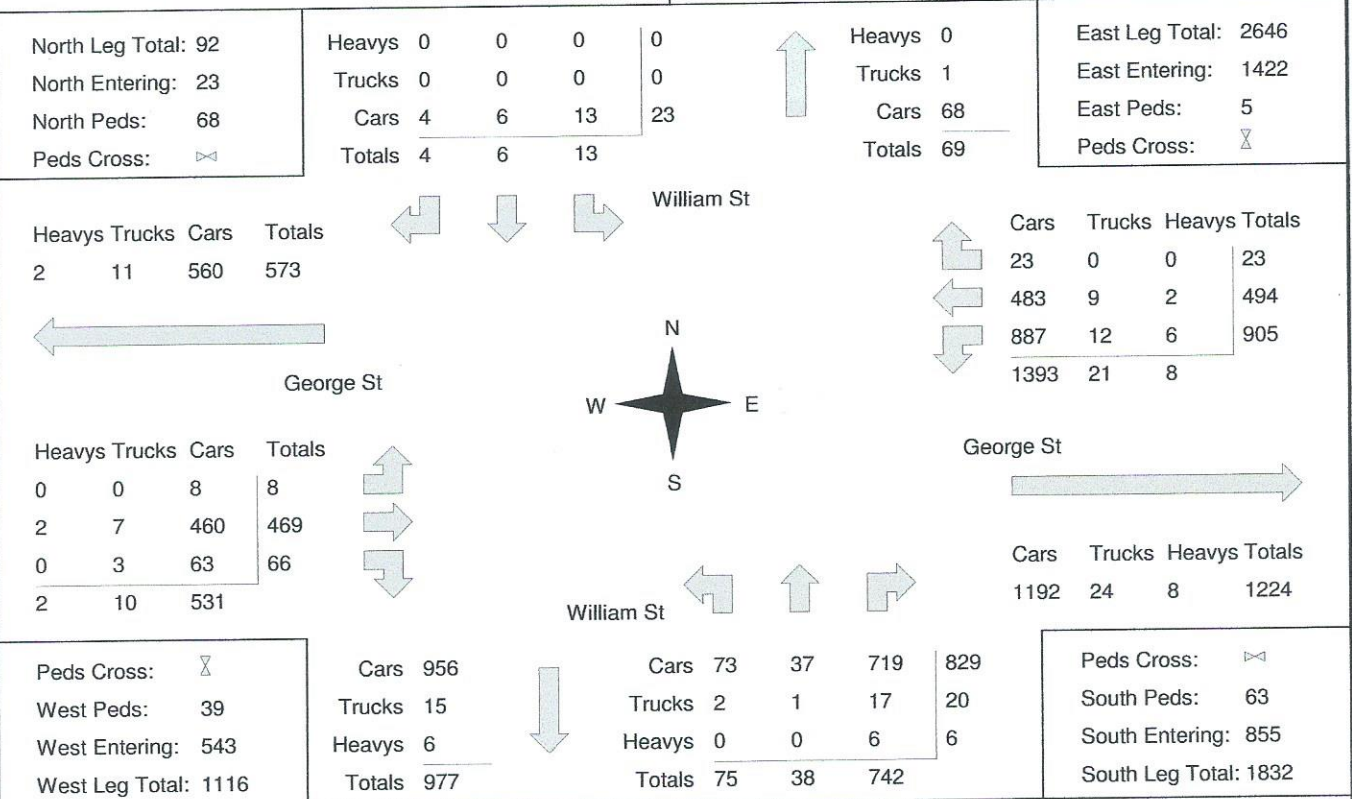 North Leg Total: 92
North Entering: 23
North Peds: 68
Peds Cross:
Heavys 0 0 0 0
Trucks 0 0 0 0
Cars 4 6 13 23
Totals 4 6 13
Heavys 0
Trucks 1
Cars 68
Totals 69
East Leg Total: 2646
East Entering: 1422
East Peds: 5
Peds Cross:
William St
Heavys Trucks Cars Totals
2 11 560 573
Cars Trucks Heavys Totals
23 0 0 23
483 9 2 494
887 12 6 905
1393 21 8
George St
N
W E
S
Heavys Trucks Cars Totals
0 0 8 8
2 7 460 469
0 3 63 66
2 10 531
George St
Cars Trucks Heavys Totals
1192 24 8 1224
William St
Peds Cross:
West Peds: 39
West Entering: 543
West Leg Total: 1116
Cars 956
Trucks 15
Heavys 6
Totals 977
Cars 73 37 719 829
Trucks 2 1 17 20
Heavys 0 0 6 6
Totals 75 38 742
Peds Cross:
South Peds: 63
South Entering: 855
South Leg Total: 1832